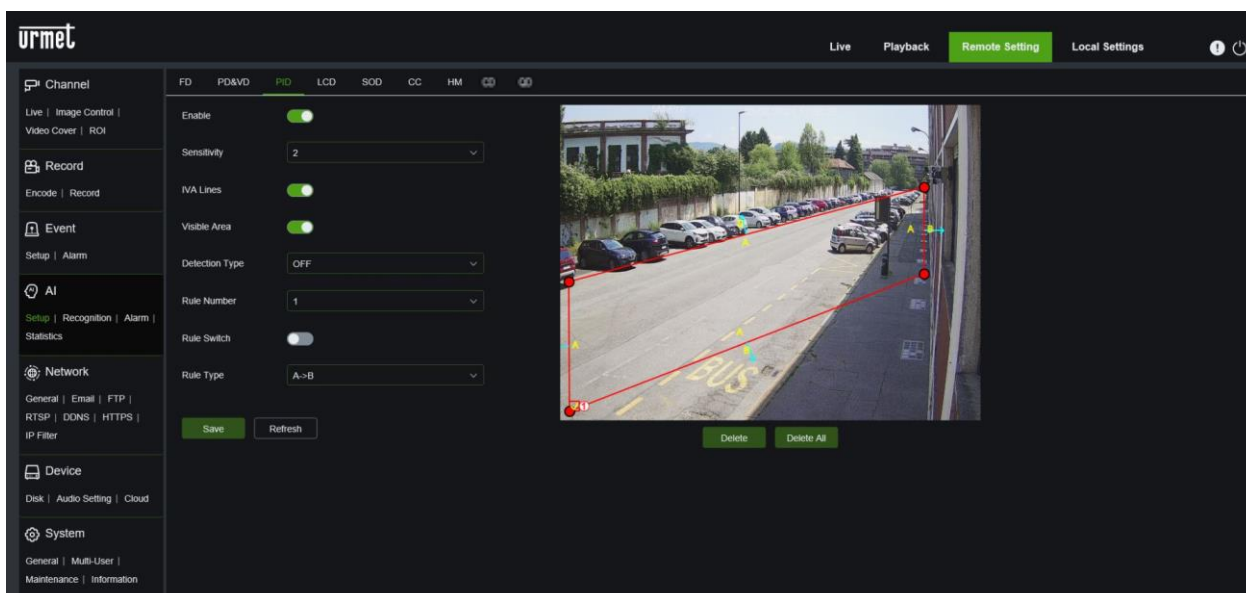 urmet
Live Playback Remote Setting Local Settings
Channel
Live | Image Control |
Video Cover | ROI
Record
Encode | Record
Event
Setup | Alarm
AI
Setup | Recognition | Alarm |
Statistics
Network
General | Email | FTP |
RTSP | DDNS | HTTPS |
IP Filter
Device
Disk | Audio Setting | Cloud
System
General | Multi-User |
Maintenance | Information
FD PD&VD PID LCD SOD CC HM CD QD
Enable
Sensitivity 2
IVA Lines
Visible Area
Detection Type OFF
Rule Number 1
Rule Switch
Rule Type A->B
Save Refresh
A
A B
A
A
B
BUS
1
Delete Delete All